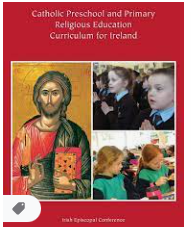 Catholic Preschool and Primary
Religious Education
Curriculum for Ireland
Irish Episcopal Conference